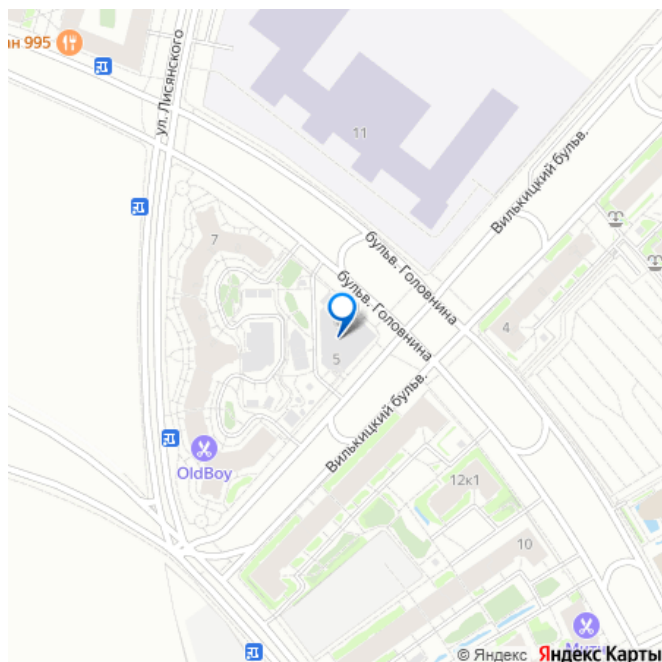 н 995
ул. Лисянского
11
Вилькицкий бульв.
бульв. Головнина
7
бульв. Головнина
4
5
Вилькицкий бульв.
OldBoy
12к1
10
© Яндекс Яндекс Карты